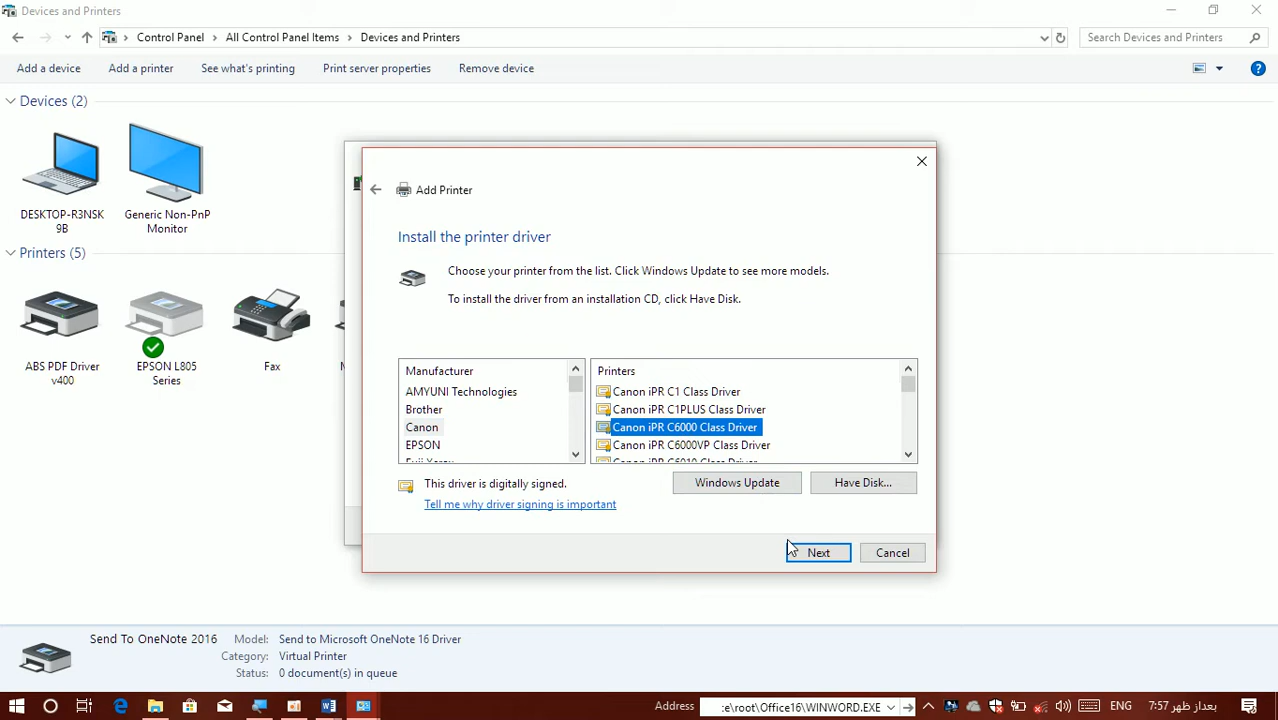 Devices and Printers
Control Panel
All Control Panel Items
Devices and Printers
Search Devices and Printers
Add a device
Add a printer
See what's printing
Print server properties
Remove device
Devices (2)
DESKTOP-R3NSK
9B
Generic Non-PnP
Monitor
Printers (5)
ABS PDF Driver
v400
EPSON L805
Series
Fax
Add Printer
Install the printer driver
Choose your printer from the list. Click Windows Update to see more models.
To install the driver from an installation CD, click Have Disk.
Manufacturer
AMYUNI Technologies
Brother
Canon
EPSON
Fuji Xerox
Printers
Canon iPR C1 Class Driver
Canon iPR C1PLUS Class Driver
Canon iPR C6000 Class Driver
Canon iPR C6000VP Class Driver
Canon iPR C6010 Class Driver
This driver is digitally signed.
Tell me why driver signing is important
Windows Update
Have Disk...
Next
Cancel
Send To OneNote 2016
Model: Send to Microsoft OneNote 16 Driver
Category: Virtual Printer
Status: 0 document(s) in queue
Address
:e\root\Office16\WINWORD.EXE
ENG
7:57 بعداز ظهر